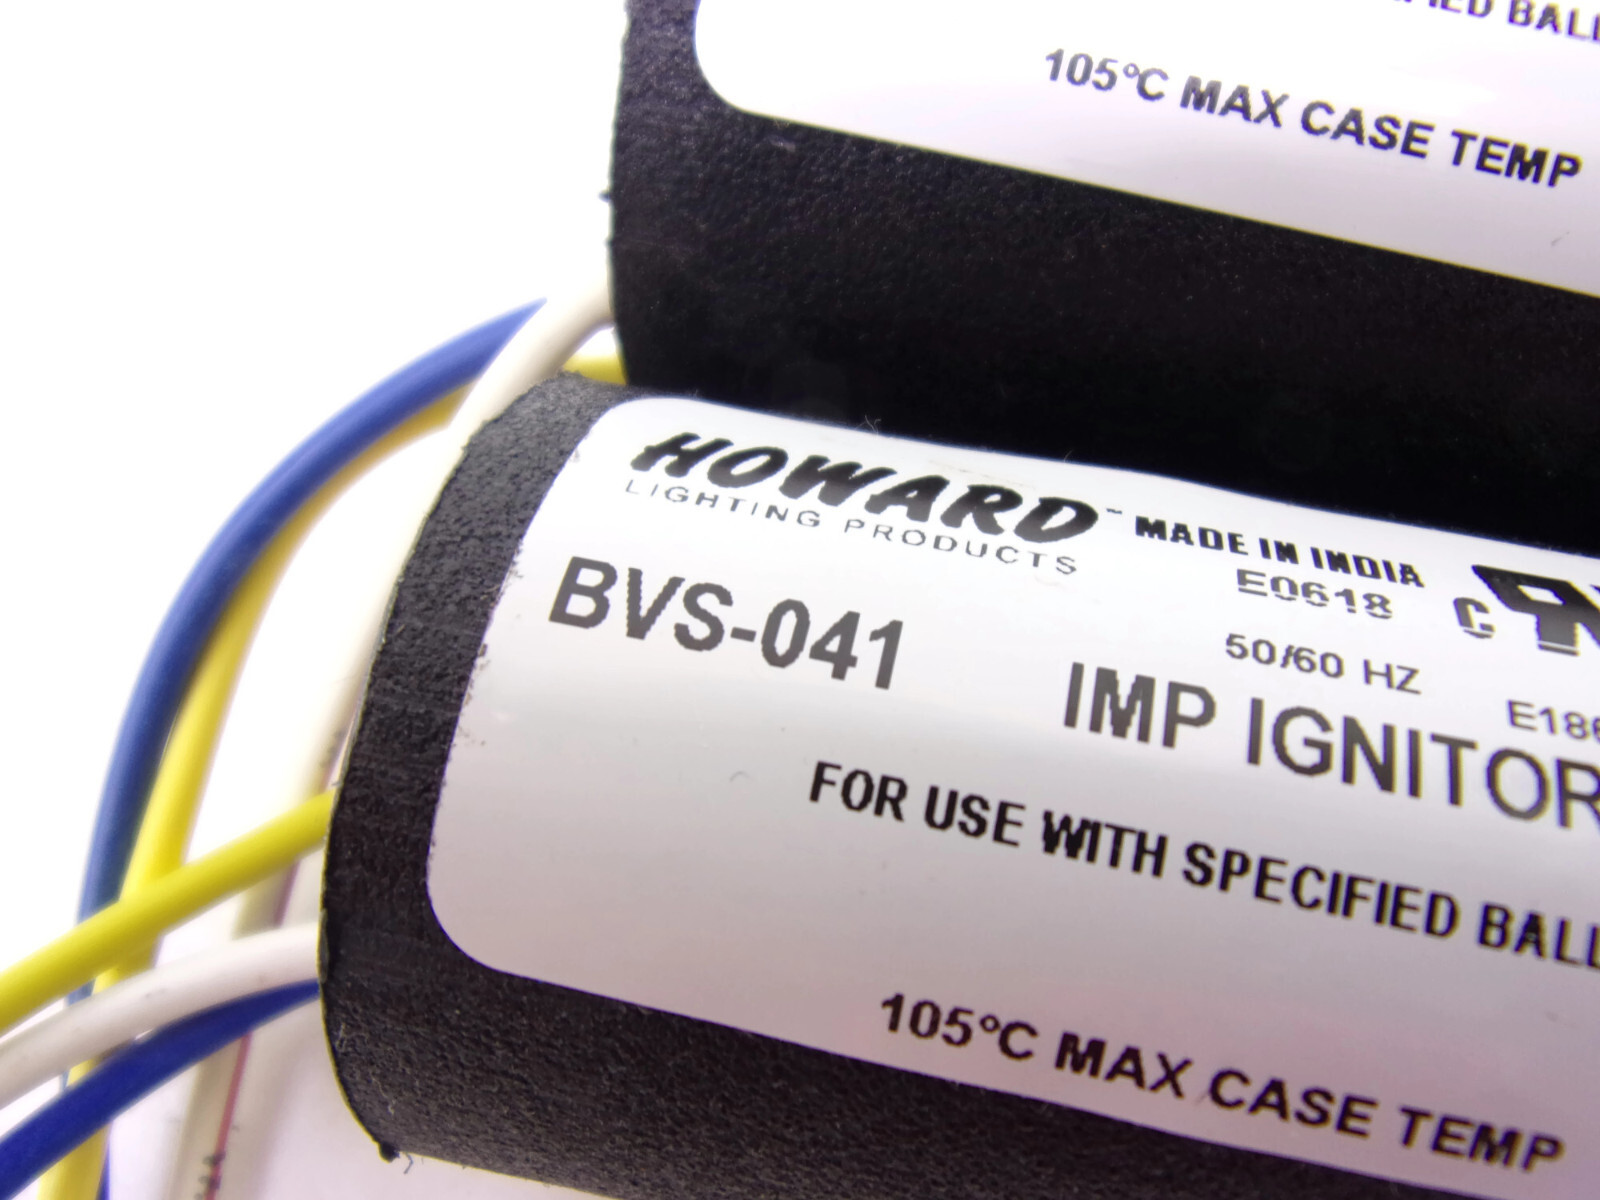 105°C MAX CASE TEMP
HOWARD™ MADE IN INDIA
LIGHTING PRODUCTS
E0618
BVS-041
50/60 HZ
IMP IGNITOR
FOR USE WITH SPECIFIED
105°C MAX CASE TEMP